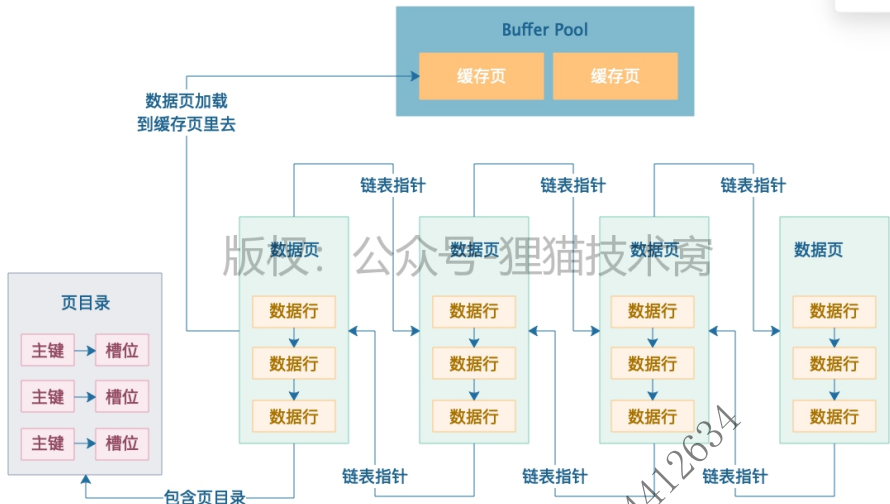 Buffer Pool
缓存页
缓存页
数据页加载
到缓存页里去
链表指针
链表指针
链表指针
版权：公众号-狸猫技术窝
数据页
数据页
数据页
数据页
页目录
数据行
数据行
数据行
数据行
主键
槽位
数据行
数据行
数据行
数据行
主键
槽位
数据行
数据行
数据行
数据行
主键
槽位
链表指针
链表指针
链表指针
包含页目录
4412634